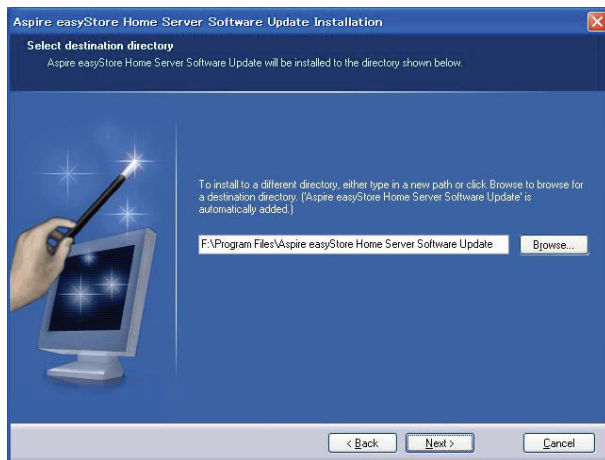 Aspire easyStore Home Server Software Update Installation
Select destination directory
Aspire easyStore Home Server Software Update will be installed to the directory shown below.
To install to a different directory, either type in a new path or click Browse to browse for
a destination directory. ('Aspire easyStore Home Server Software Update' is
automatically added.)
F:\Program Files\Aspire easyStore Home Server Software Update
Browse...
< Back
Next >
Cancel